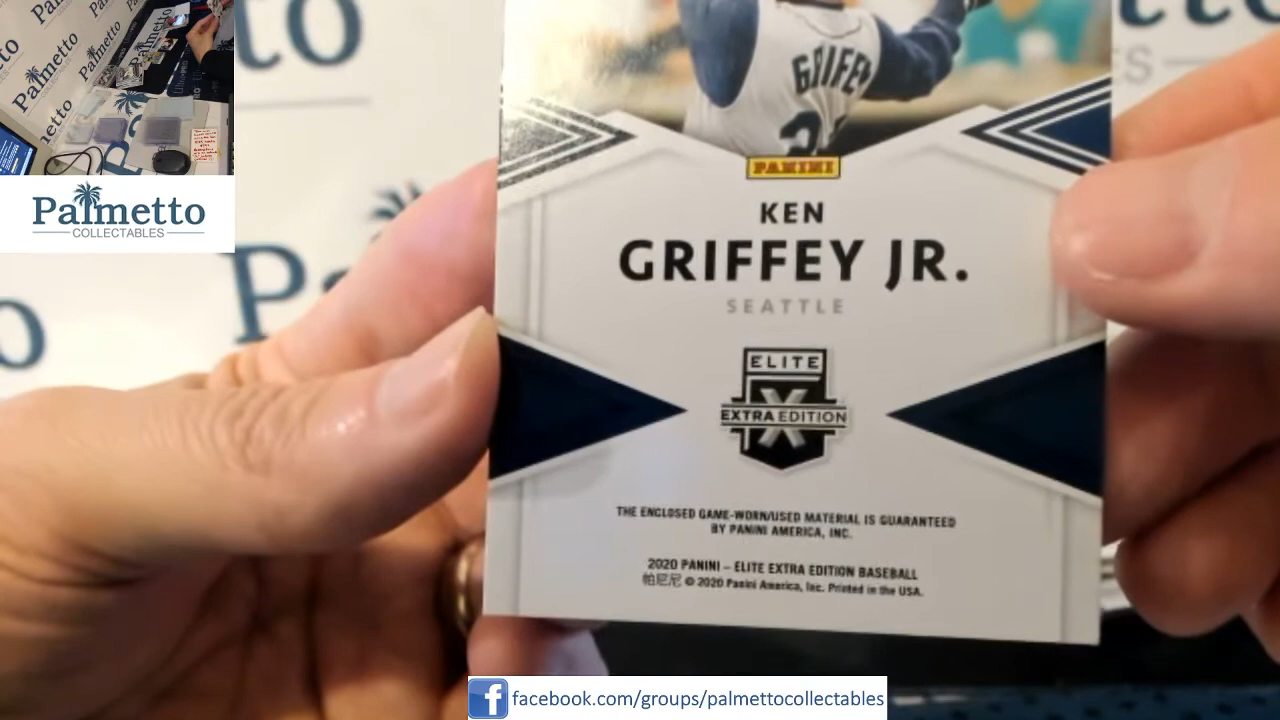 Palmetto
COLLECTABLES
GRIFFEY
PANINI
KEN
GRIFFEY JR.
SEATTLE
ELITE
X
EXTRA EDITION
THE ENCLOSED GAME-WORN/USED MATERIAL IS GUARANTEED
BY PANINI AMERICA, INC.
2020 PANINI – ELITE EXTRA EDITION BASEBALL
帕尼尼 © 2020 Panini America, Inc. Printed in the USA.
facebook.com/groups/palmettocollectables